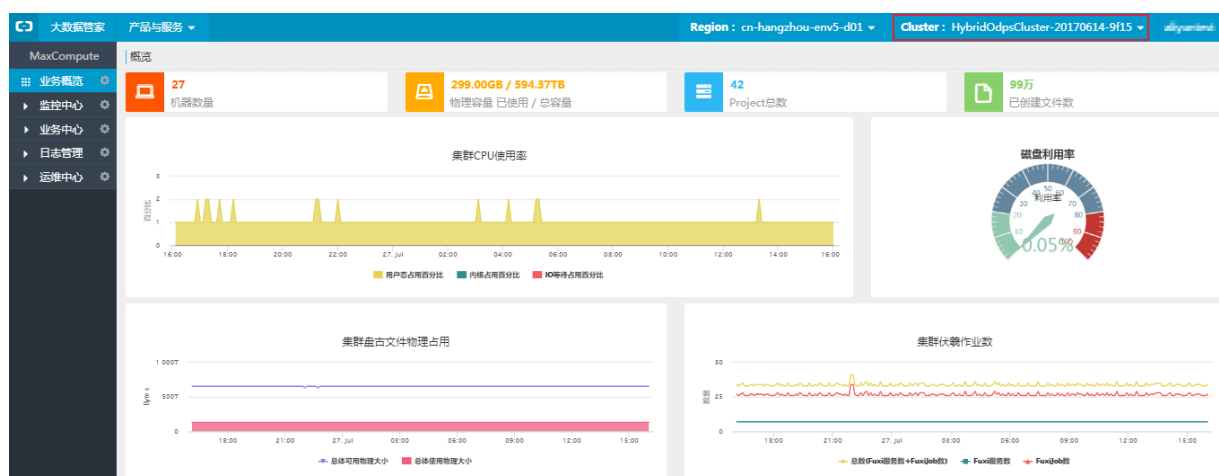 大数据管家 产品与服务 Region : cn-hangzhou-env5-d01 Cluster : HybridOdpsCluster-20170614-9f15
MaxCompute
业务概览
监控中心
业务中心
日志管理
运维中心
概览
27
机器数量
299.00GB / 594.37TB
物理容量 已使用 / 总容量
42
Project总数
99万
已创建文件数
集群CPU使用率
百分比
3
2
1
0
16:00 18:00 20:00 22:00 27. Jul 02:00 04:00 06:00 08:00 10:00 12:00 14:00 16:00
用户态占用百分比 内核占用百分比 IO等待占用百分比
磁盘利用率
10 20 30 40 50 60 70 80 90
利用率
0.05%
集群盘古文件物理占用
Bytes
1 000T
500T
0
18:00 21:00 27. Jul 03:00 06:00 09:00 12:00 15:00
总体可用物理大小 总体使用物理大小
集群伏羲作业数
数量
50
25
0
18:00 21:00 27. Jul 03:00 06:00 09:00 12:00 15:00
总数(Fuxi服务数+FuxiJob数) Fuxi服务数 FuxiJob数